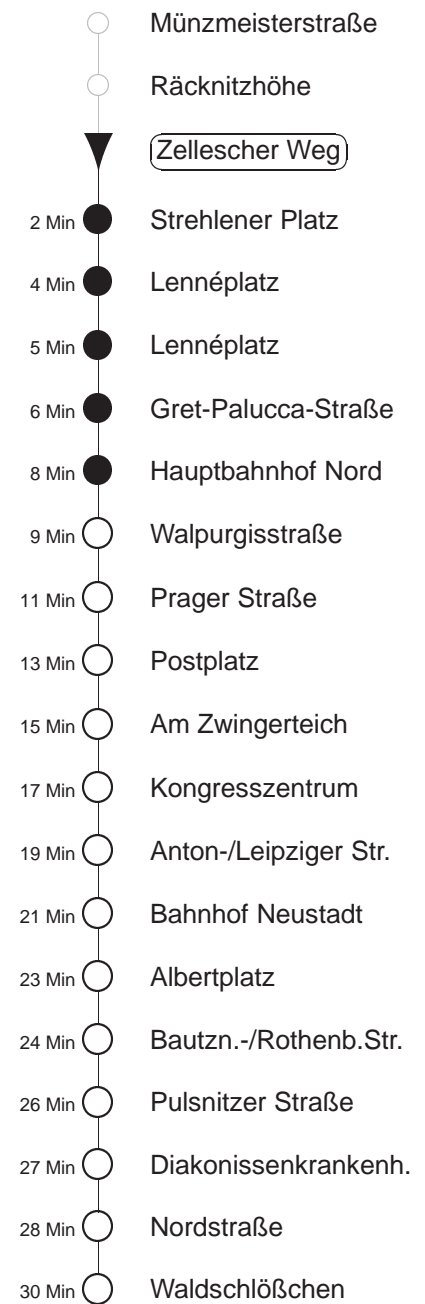 Münzmeisterstraße
Räcknitzhöhe
Zellescher Weg
2 Min Strehlener Platz
4 Min Lennéplatz
5 Min Lennéplatz
6 Min Gret-Palucca-Straße
8 Min Hauptbahnhof Nord
9 Min Walpurgisstraße
11 Min Prager Straße
13 Min Postplatz
15 Min Am Zwingerteich
17 Min Kongresszentrum
19 Min Anton-/Leipziger Str.
21 Min Bahnhof Neustadt
23 Min Albertplatz
24 Min Bautzn.-/Rothenb.Str.
26 Min Pulsnitzer Straße
27 Min Diakonissenkrankenh.
28 Min Nordstraße
30 Min Waldschlößchen